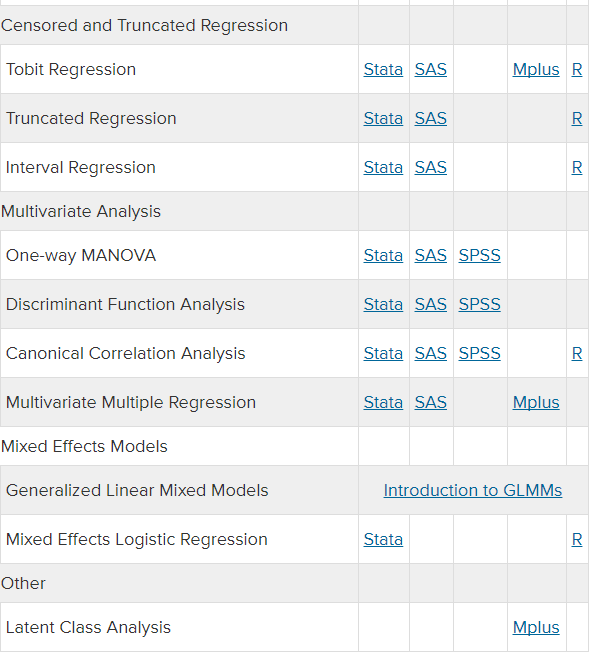 Censored and Truncated Regression
Tobit Regression Stata SAS Mplus R
Truncated Regression Stata SAS R
Interval Regression Stata SAS R
Multivariate Analysis
One-way MANOVA Stata SAS SPSS
Discriminant Function Analysis Stata SAS SPSS
Canonical Correlation Analysis Stata SAS SPSS R
Multivariate Multiple Regression Stata SAS Mplus
Mixed Effects Models
Generalized Linear Mixed Models Introduction to GLMMs
Mixed Effects Logistic Regression Stata R
Other
Latent Class Analysis Mplus